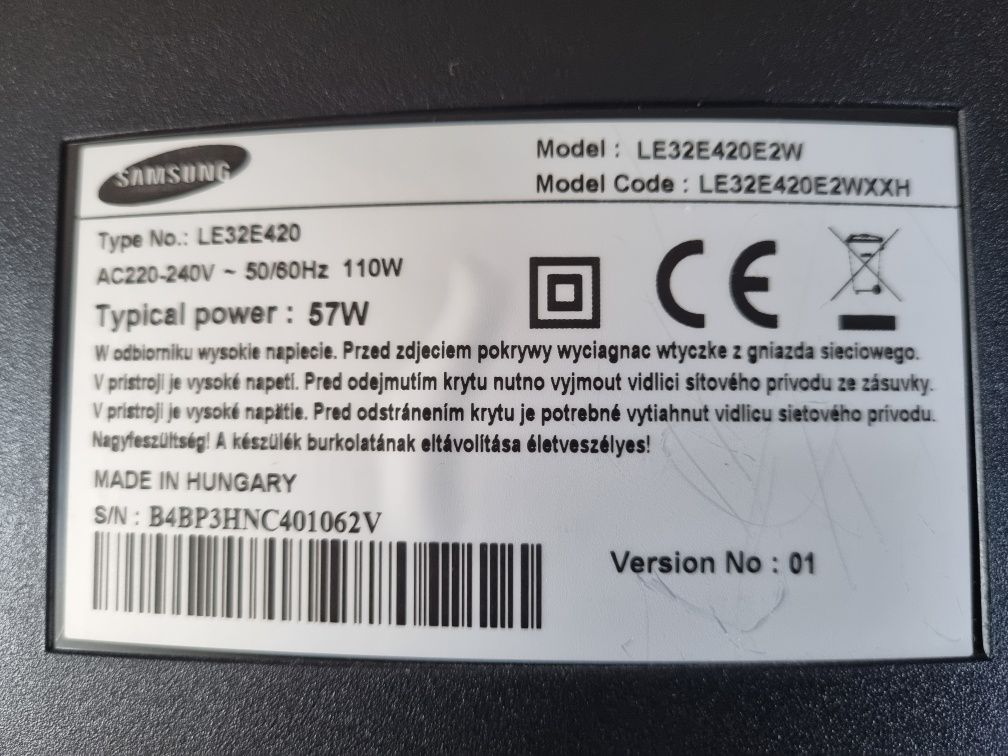 SAMSUNG
Model : LE32E420E2W
Model Code : LE32E420E2WXXH
Type No.: LE32E420
AC220-240V ~ 50/60Hz 110W
Typical power : 57W
CE
W odbiorniku wysokie napiecie. Przed zdjeciem pokrywy wyciagnac wtyczke z gniazda sieciowego.
V prístroji je vysoké napetí. Pred odejmutím krytu nutno vyjmout vidlici sítového prívodu ze zásuvky.
V prístroji je vysoké napätie. Pred odstránením krytu je potrebné vytiahnut vidlicu sietového prívodu.
Nagyfeszültség! A készülék burkolatának eltávolítása életveszélyes!
MADE IN HUNGARY
S/N : B4BP3HNC401062V
Version No : 01